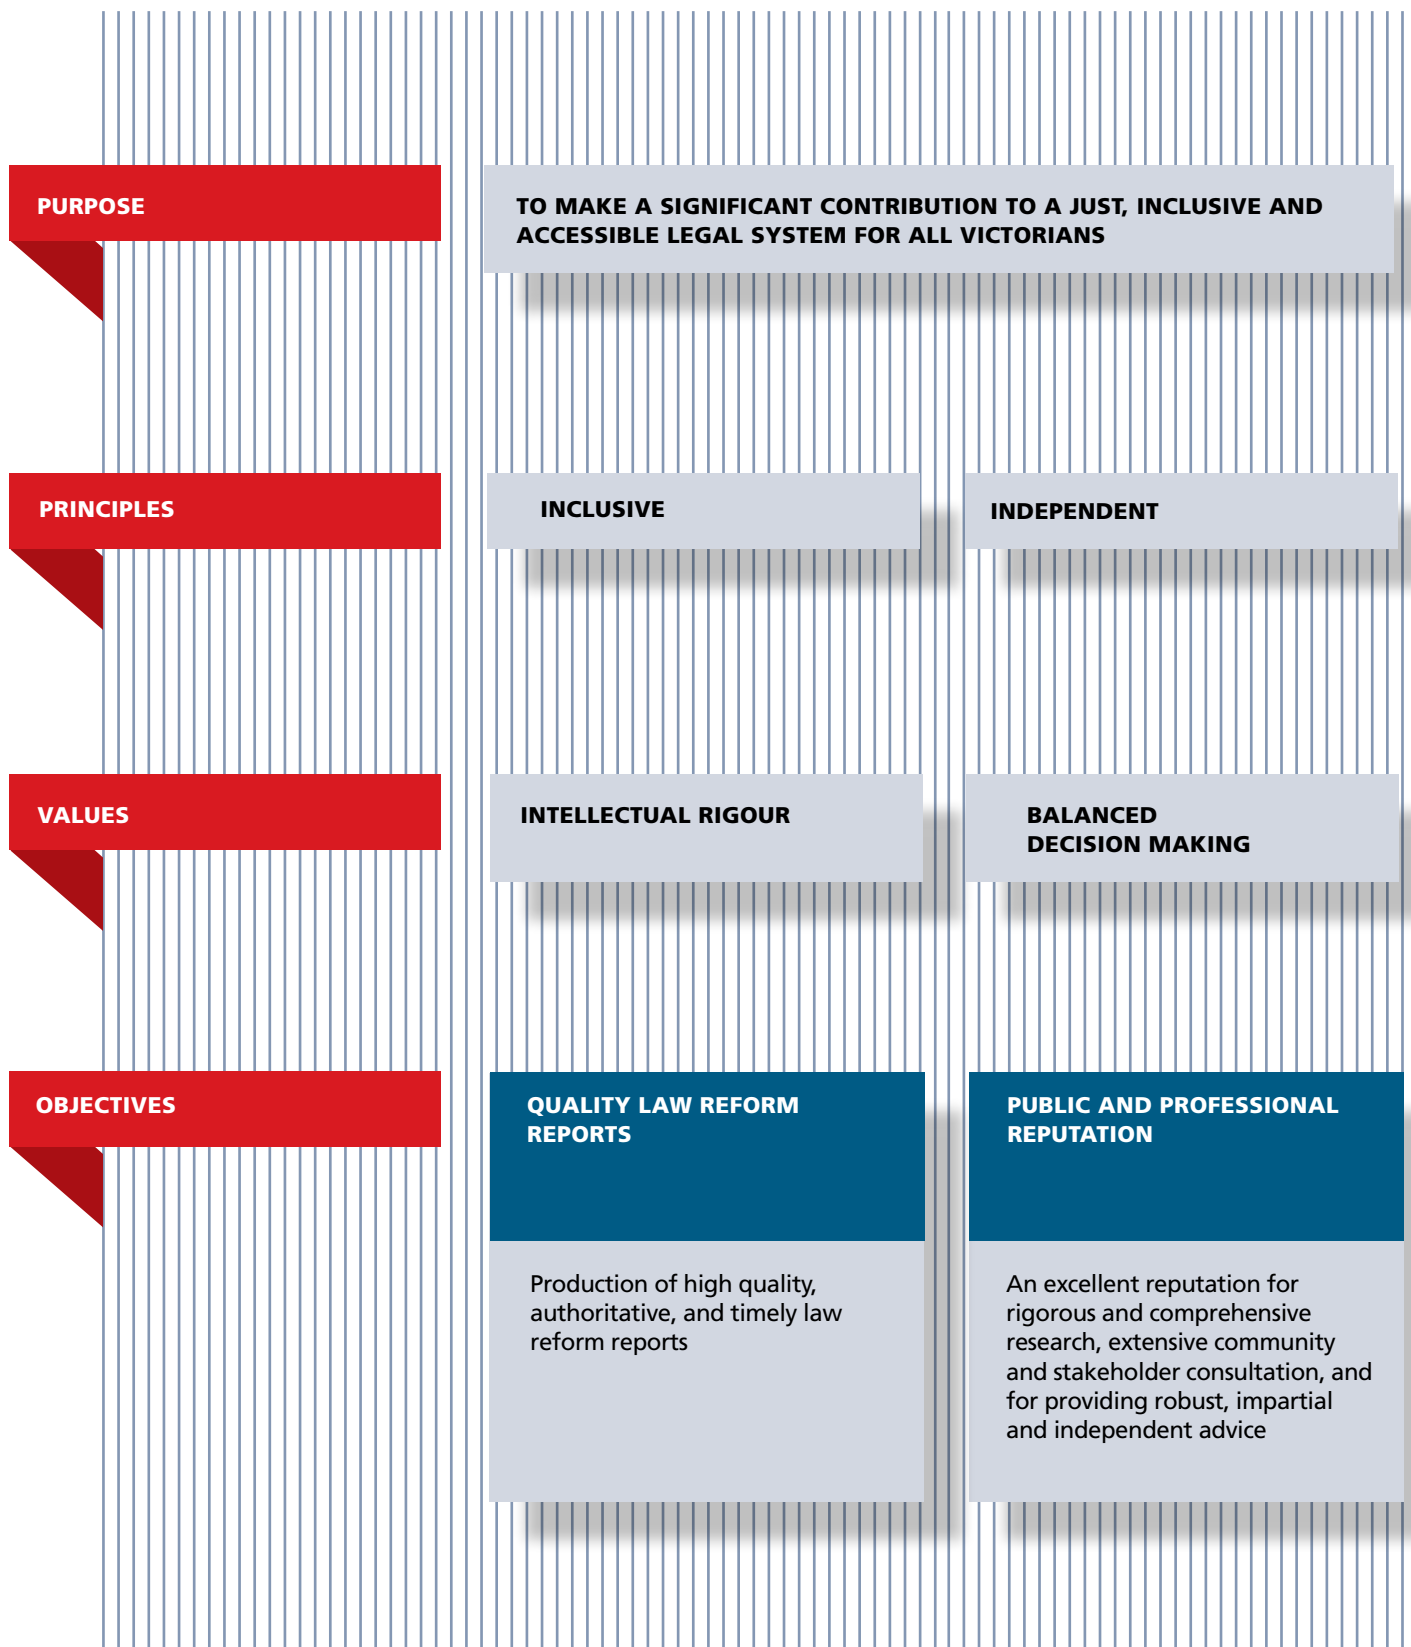 PURPOSE
TO MAKE A SIGNIFICANT CONTRIBUTION TO A JUST, INCLUSIVE AND
ACCESSIBLE LEGAL SYSTEM FOR ALL VICTORIANS
PRINCIPLES
INCLUSIVE
INDEPENDENT
VALUES
INTELLECTUAL RIGOUR
BALANCED
DECISION MAKING
OBJECTIVES
QUALITY LAW REFORM
REPORTS
Production of high quality,
authoritative, and timely law
reform reports
PUBLIC AND PROFESSIONAL
REPUTATION
An excellent reputation for
rigorous and comprehensive
research, extensive community
and stakeholder consultation, and
for providing robust, impartial
and independent advice